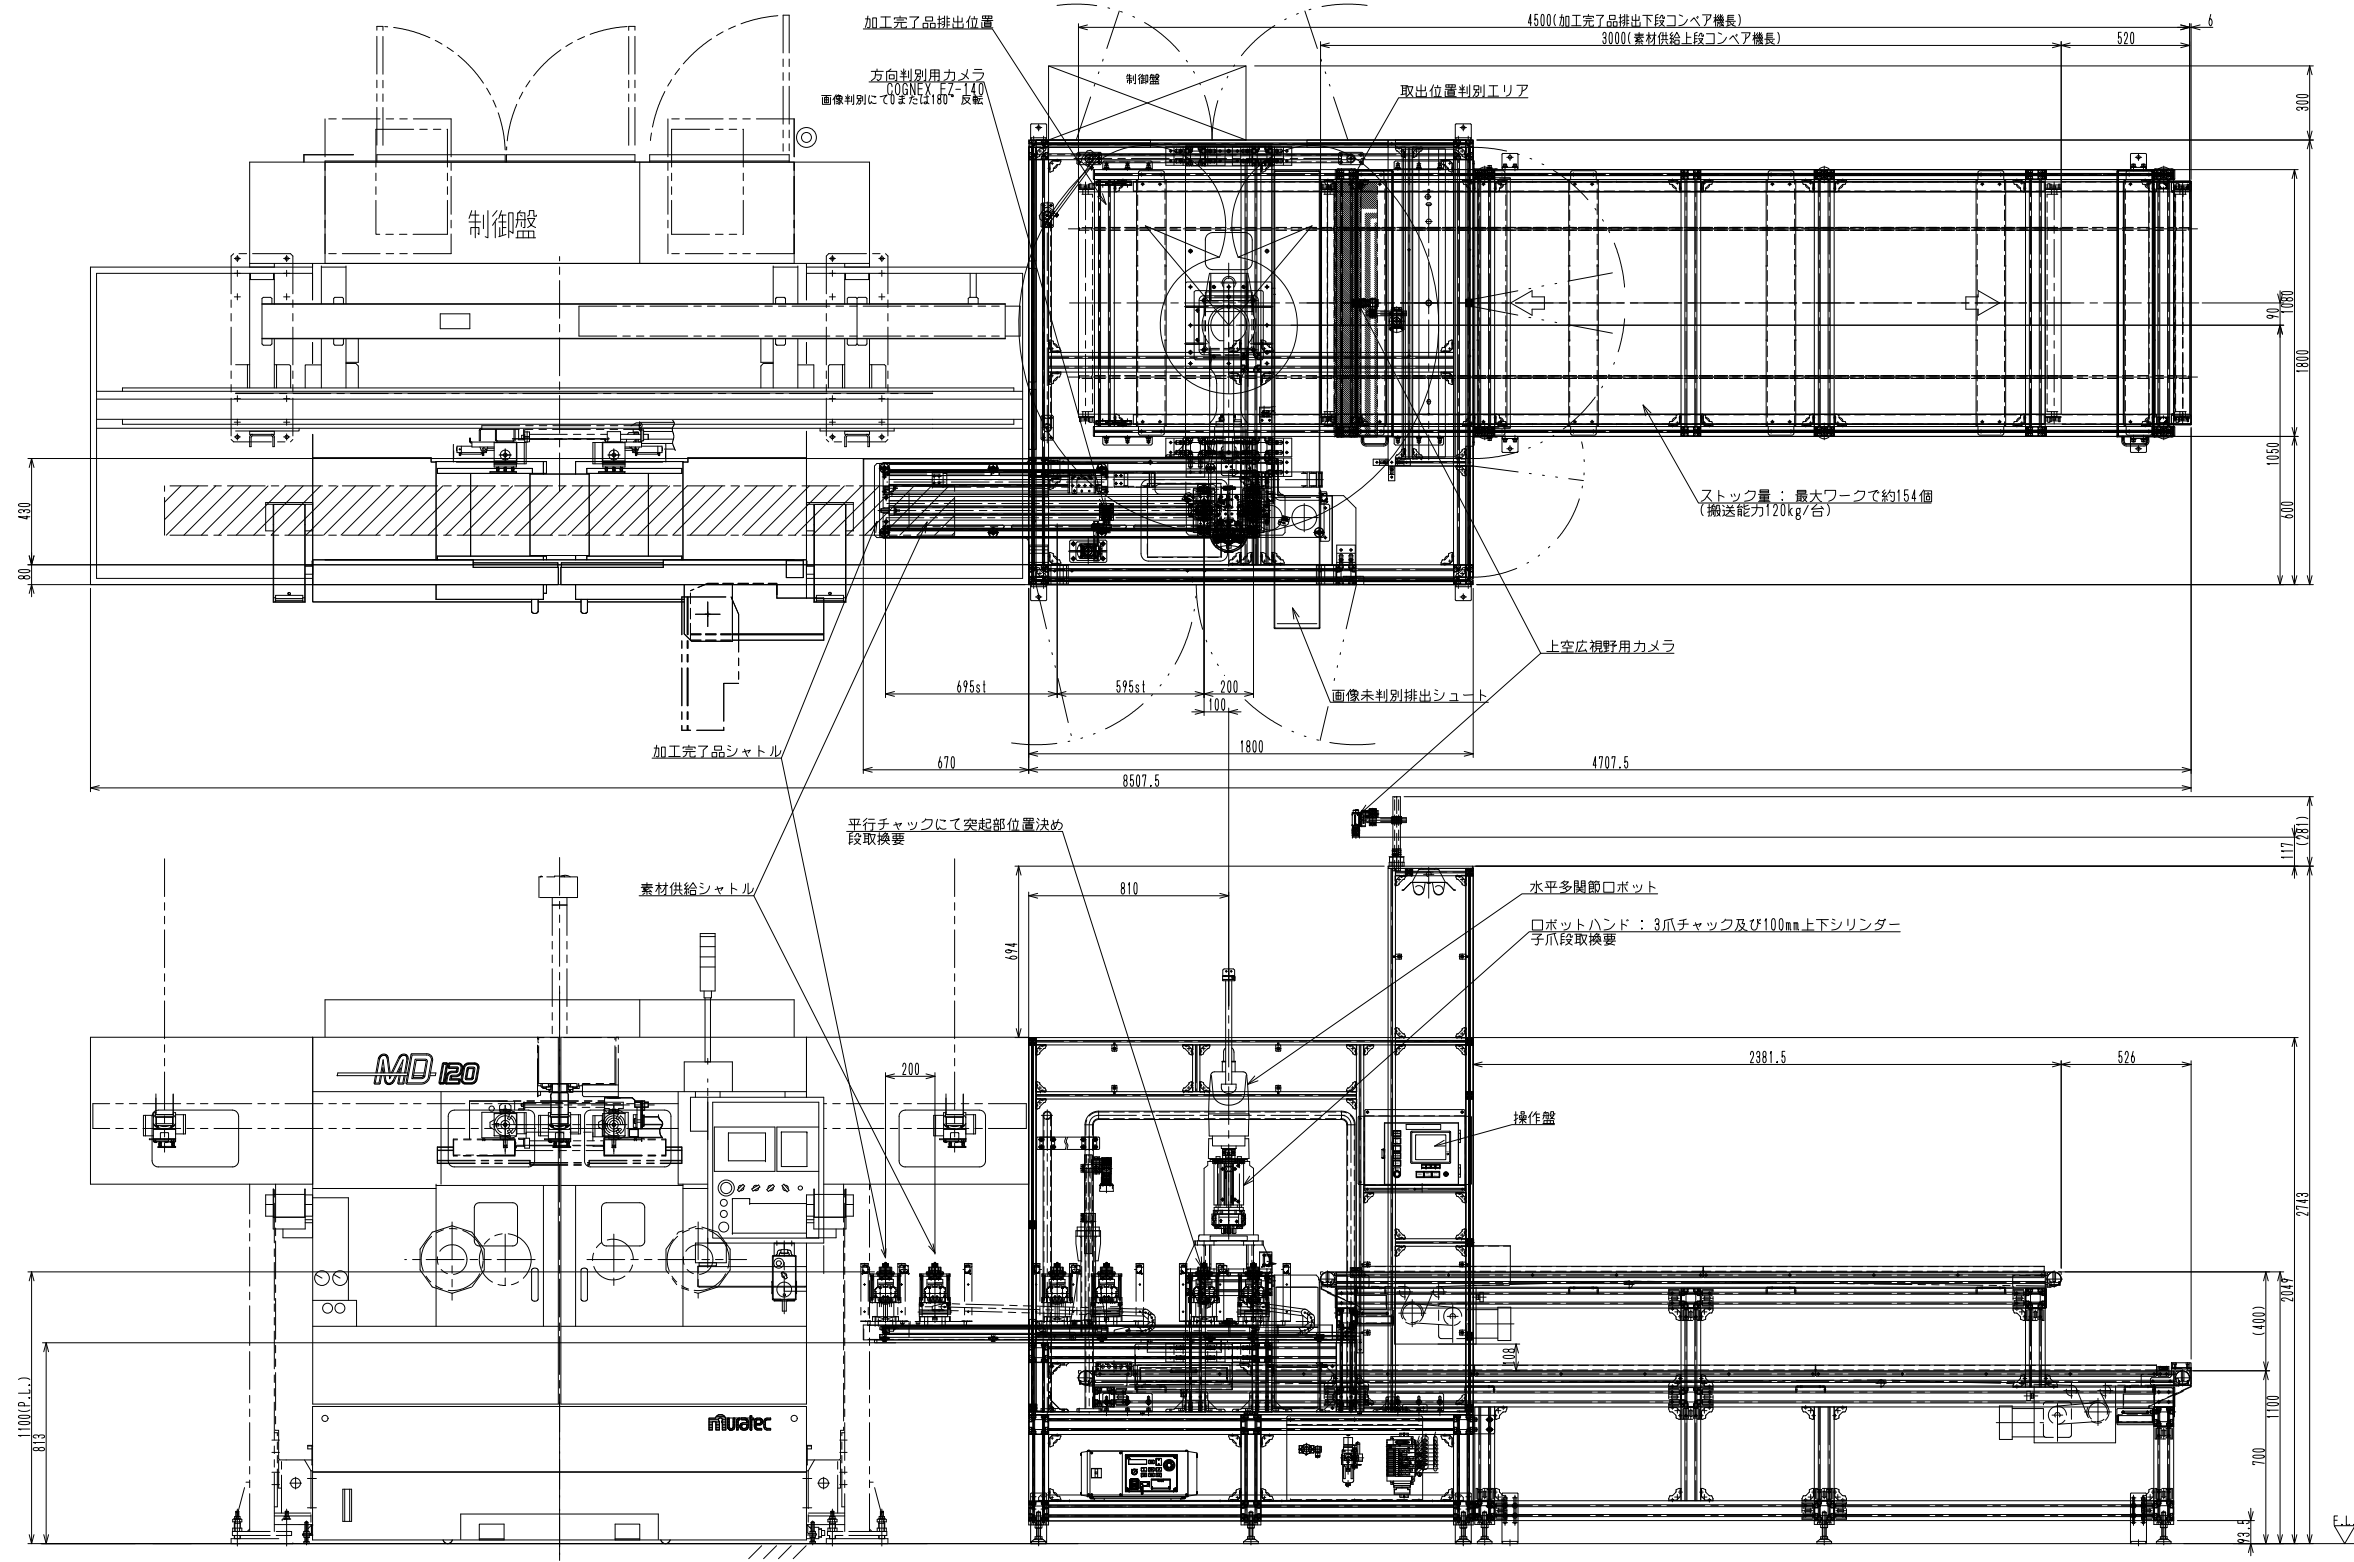 加工完了品排出位置
4500(加工完了品排出下段コンベア機長)
6
3000(素材供給上段コンベア機長)
520
方向判別用カメラ
COGNEX EZ-140
画像判別にて0または180° 反転
制御盤
取出位置判別エリア
300
制御盤
90
1080
1800
1050
600
430
80
ストック量 : 最大ワークで約154個
(搬送能力120kg/台)
上空広視野用カメラ
695st
595st
200
100
画像未判別排出シュート
加工完了品シャトル
670
1800
4707.5
8507.5
平行チャックにて突起部位置決め
段取換要
117
(281)
素材供給シャトル
810
水平多関節ロボット
ロボットハンド : 3爪チャック及び100mm上下シリンダー
子爪段取換要
694
MD 120
200
2381.5
526
操作盤
2743
2049
(400)
108
1100
1100(P.L.)
813
muratec
700
93.5
F.L.